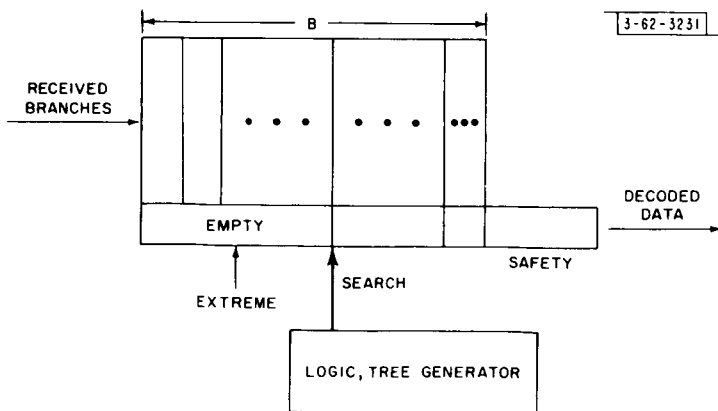 B
3-62-3231
RECEIVED
BRANCHES
DECODED
DATA
EMPTY
SAFETY
SEARCH
EXTREME
LOGIC, TREE GENERATOR